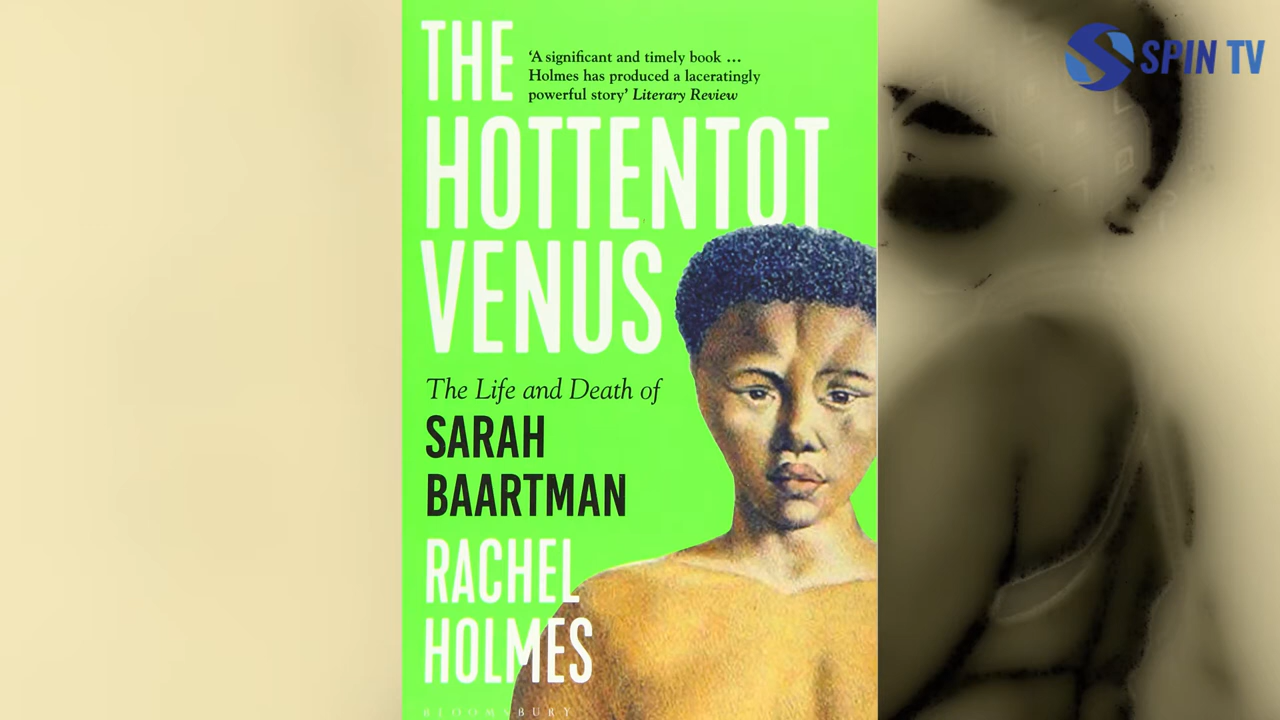 THE
'A significant and timely book ...
Holmes has produced a laceratingly
powerful story' Literary Review
HOTTENTOT
VENUS
The Life and Death of
SARAH
BAARTMAN
RACHEL
HOLMES
BLOOMSBURY
SPIN TV